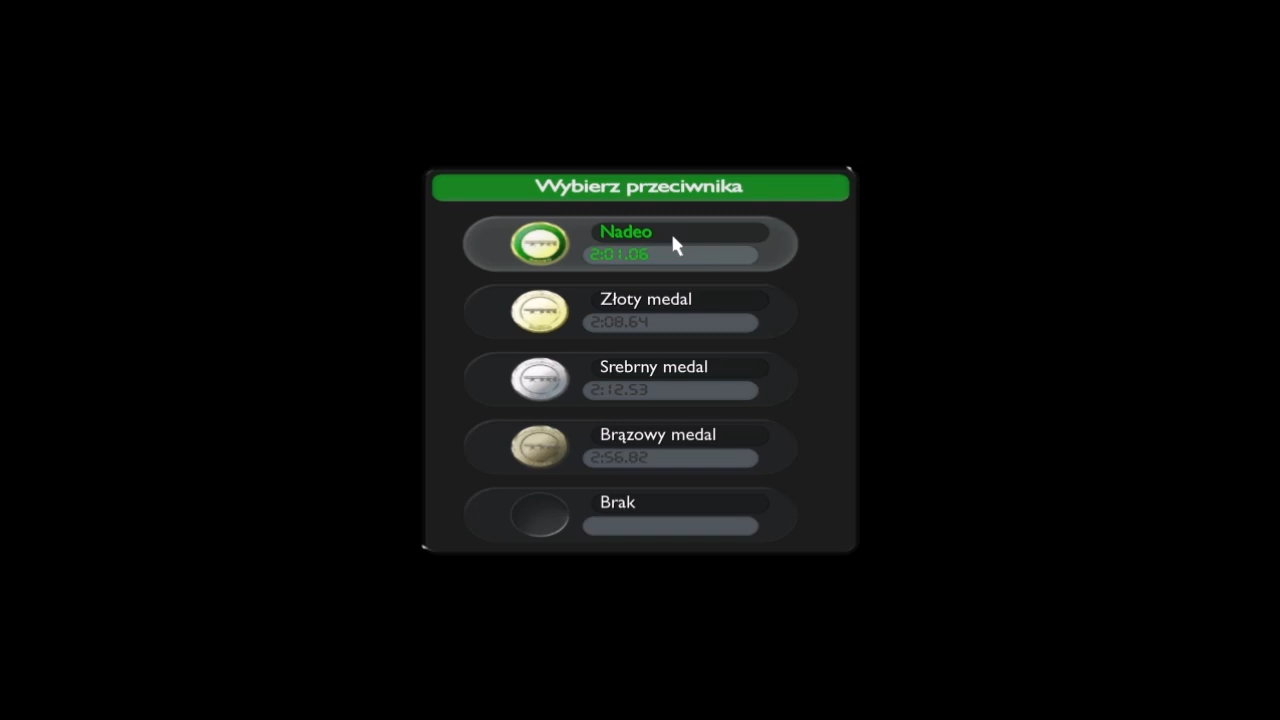 Wybierz przeciwnika
Nadeo
2:01.06
Złoty medal
2:08.64
Srebrny medal
2:12.53
Brązowy medal
2:56.82
Brak